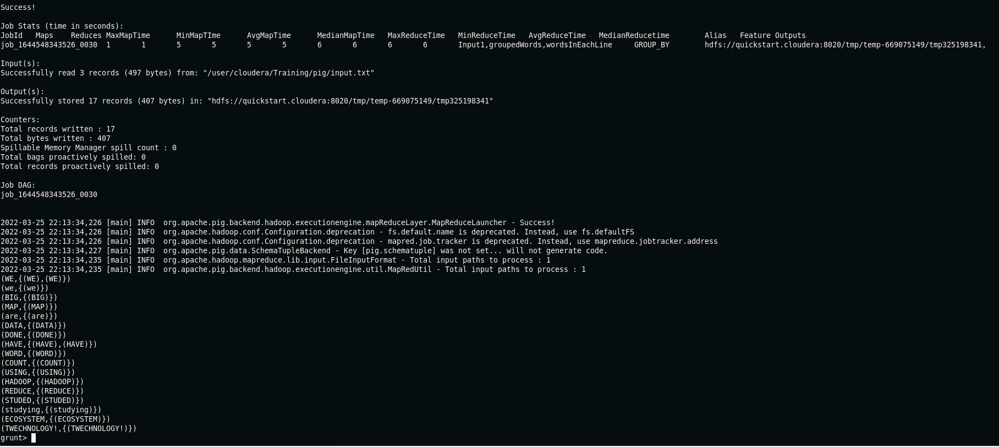 Success!
Job Stats (time in seconds):
JobId   Maps    Reduces MaxMapTime      MinMapTIme      AvgMapTime      MedianMapTime   MaxReduceTime   MinReduceTime   AvgReduceTime   MedianReducetime        Alias   Feature Outputs
job_1644548343526_0030  1       1       5       5       5       5       6       6       6       6       Input1,groupedWords,wordsInEachLine     GROUP_BY        hdfs://quickstart.cloudera:8020/tmp/temp-669075149/tmp325198341,
Input(s):
Successfully read 3 records (497 bytes) from: "/user/cloudera/Training/pig/input.txt"
Output(s):
Successfully stored 17 records (407 bytes) in: "hdfs://quickstart.cloudera:8020/tmp/temp-669075149/tmp325198341"
Counters:
Total records written : 17
Total bytes written : 407
Spillable Memory Manager spill count : 0
Total bags proactively spilled: 0
Total records proactively spilled: 0
Job DAG:
job_1644548343526_0030
2022-03-25 22:13:34,226 [main] INFO  org.apache.pig.backend.hadoop.executionengine.mapReduceLayer.MapReduceLauncher - Success!
2022-03-25 22:13:34,226 [main] INFO  org.apache.hadoop.conf.Configuration.deprecation - fs.default.name is deprecated. Instead, use fs.defaultFS
2022-03-25 22:13:34,226 [main] INFO  org.apache.hadoop.conf.Configuration.deprecation - mapred.job.tracker is deprecated. Instead, use mapreduce.jobtracker.address
2022-03-25 22:13:34,227 [main] INFO  org.apache.pig.data.SchemaTupleBackend - Key [pig.schematuple] was not set... will not generate code.
2022-03-25 22:13:34,235 [main] INFO  org.apache.hadoop.mapreduce.lib.input.FileInputFormat - Total input paths to process : 1
2022-03-25 22:13:34,235 [main] INFO  org.apache.pig.backend.hadoop.executionengine.util.MapRedUtil - Total input paths to process : 1
(WE,{(WE),(WE)})
(we,{(we)})
(BIG,{(BIG)})
(MAP,{(MAP)})
(are,{(are)})
(DATA,{(DATA)})
(DONE,{(DONE)})
(HAVE,{(HAVE),(HAVE)})
(WORD,{(WORD)})
(COUNT,{(COUNT)})
(USING,{(USING)})
(HADOOP,{(HADOOP)})
(REDUCE,{(REDUCE)})
(STUDED,{(STUDED)})
(studying,{(studying)})
(ECOSYSTEM,{(ECOSYSTEM)})
(TWECHNOLOGY!,{(TWECHNOLOGY!)})
grunt>